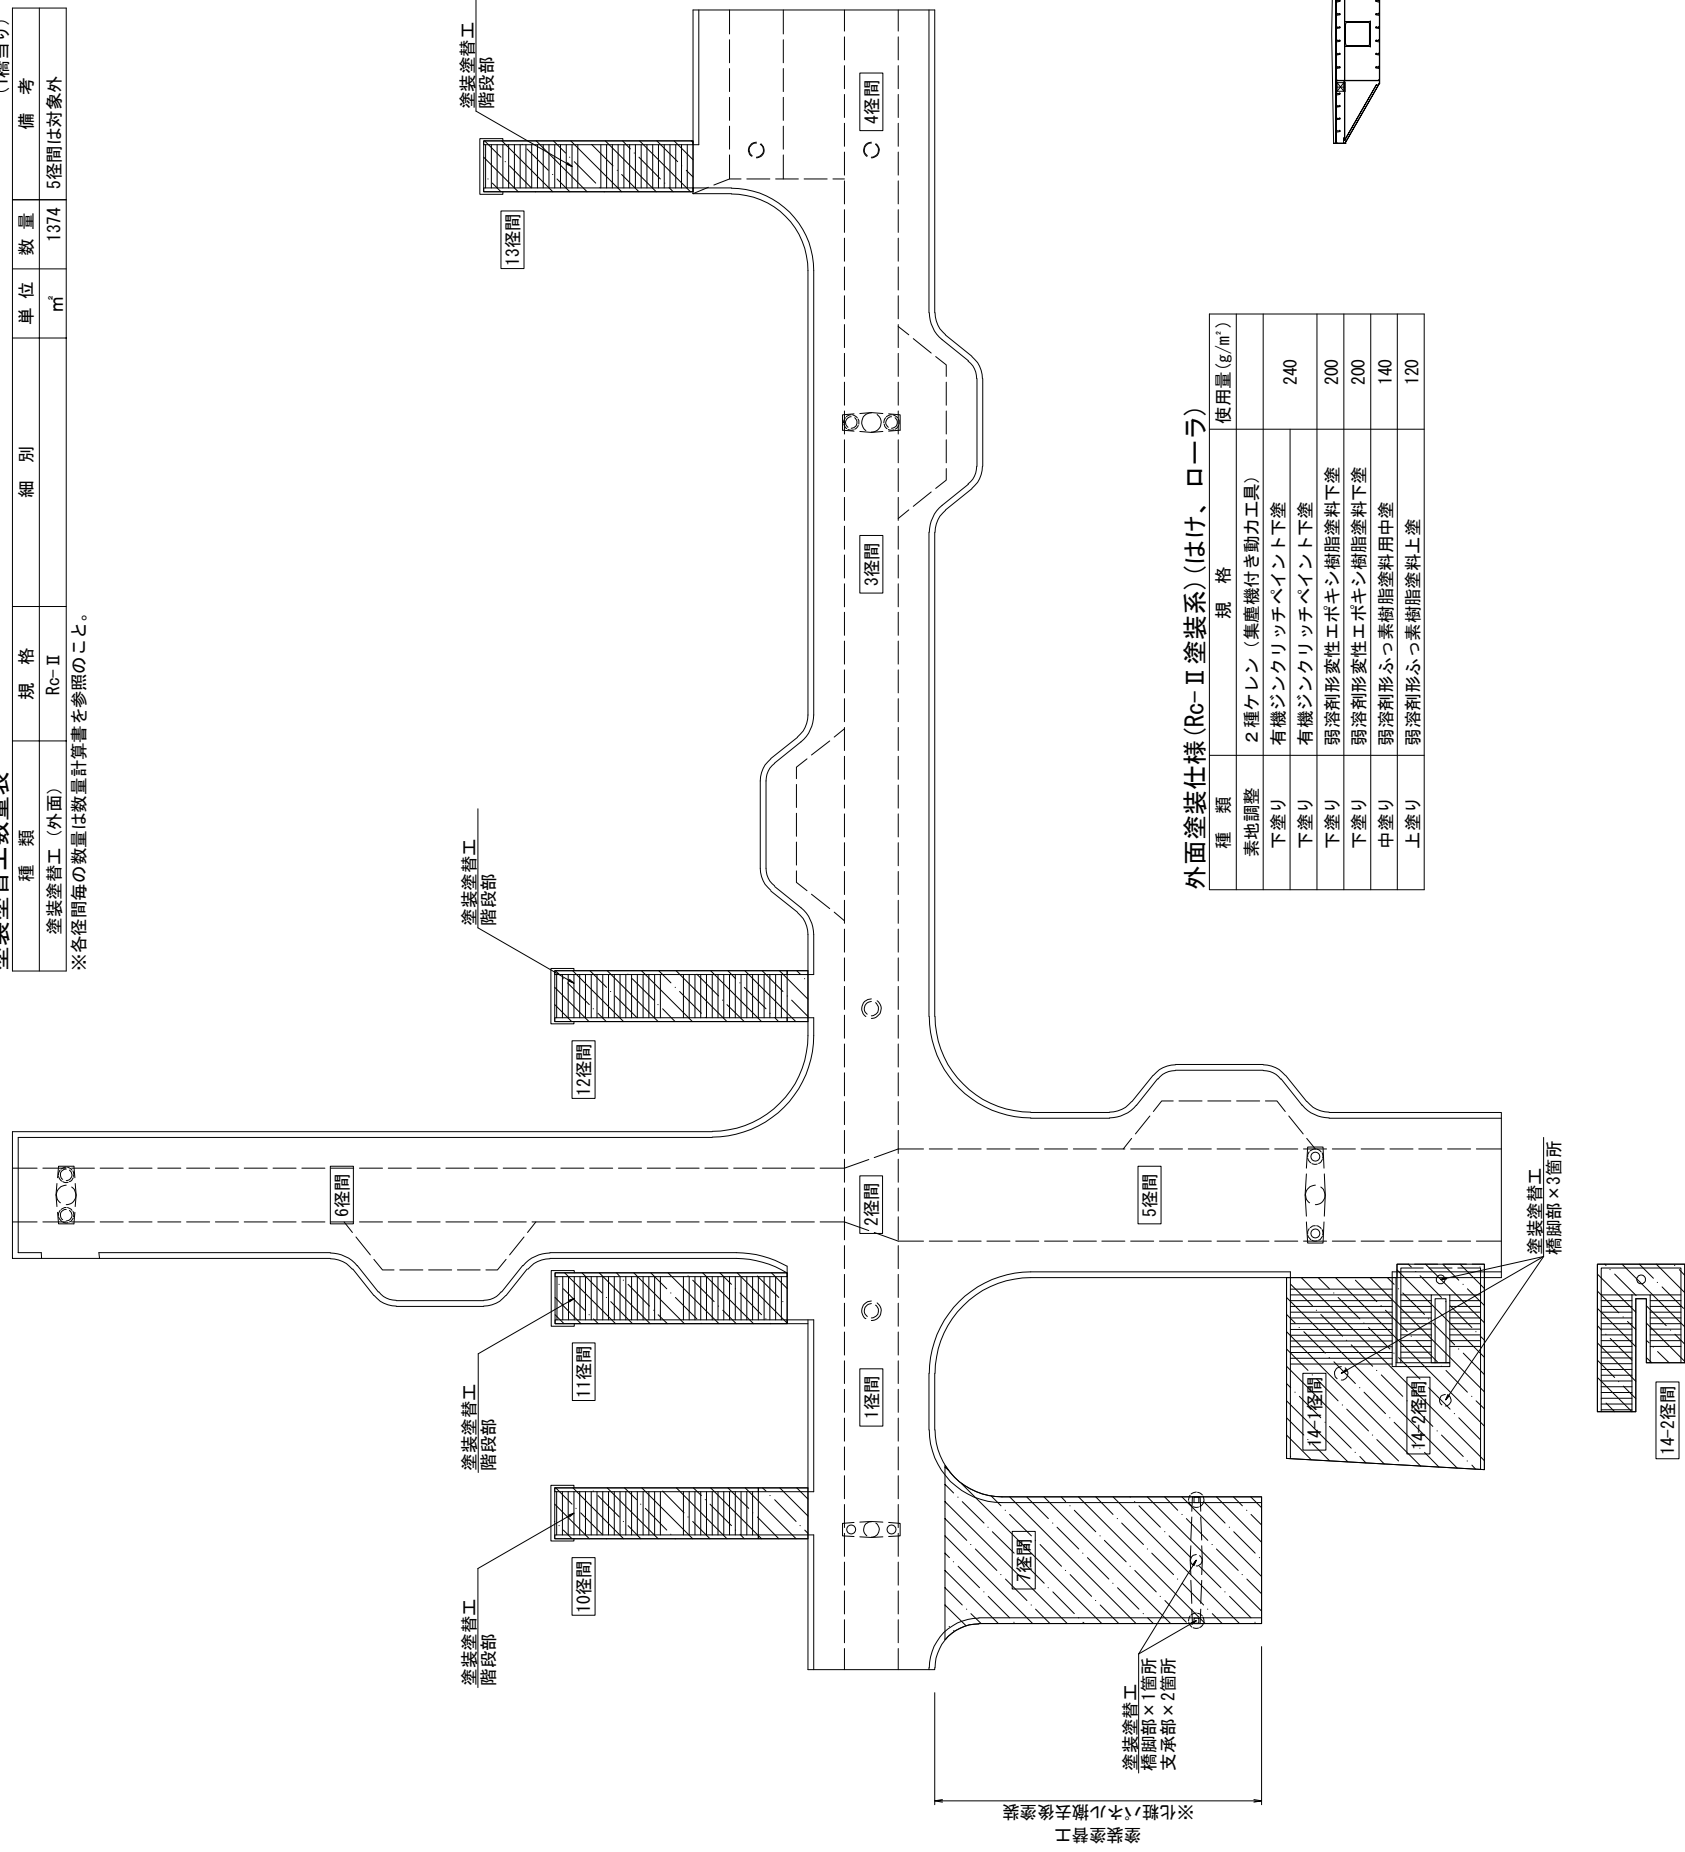 塗装塗替工数量表
(1橋当り)
種 類 規 格 細 別 単 位 数 量 備 考
塗装塗替工 (外面) Rc-Ⅱ ㎡ 1374 5径間は対象外
※各径間毎の数量は数量計算書を参照のこと。
塗装塗替工
階段部
塗装塗替工
階段部
塗装塗替工
階段部
塗装塗替工
階段部
10径間
11径間
12径間
13径間
6径間
1径間
2径間
3径間
4径間
5径間
7径間
14-1径間
14-2径間
14-2径間
塗装塗替工
橋脚部×1箇所
支承部×2箇所
塗装塗替工
橋脚部×3箇所
塗装塗替工
※化粧パネル撤去後塗装
外面塗装仕様(Rc-Ⅱ塗装系)(はけ、ローラ)
種 類 規 格 使用量(g/m²)
素地調整 2種ケレン (集塵機付き動力工具)
下塗り 有機ジンクリッチペイント下塗 240
下塗り 有機ジンクリッチペイント下塗
下塗り 弱溶剤形変性エポキシ樹脂塗料下塗 200
下塗り 弱溶剤形変性エポキシ樹脂塗料下塗 200
中塗り 弱溶剤形ふっ素樹脂塗料用中塗 140
上塗り 弱溶剤形ふっ素樹脂塗料上塗 120